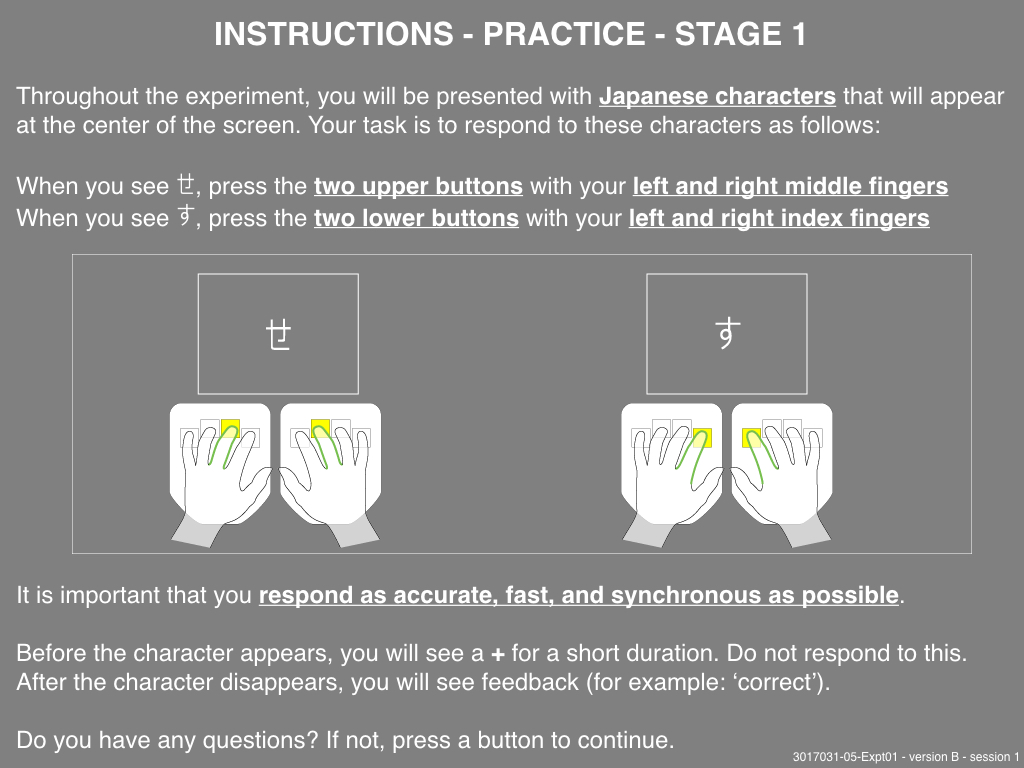 INSTRUCTIONS - PRACTICE - STAGE 1
Throughout the experiment, you will be presented with Japanese characters that will appear
at the center of the screen. Your task is to respond to these characters as follows:
When you see せ, press the two upper buttons with your left and right middle fingers
When you see す, press the two lower buttons with your left and right index fingers
せ
す
It is important that you respond as accurate, fast, and synchronous as possible.
Before the character appears, you will see a + for a short duration. Do not respond to this.
After the character disappears, you will see feedback (for example: ‘correct’).
Do you have any questions? If not, press a button to continue.
3017031-05-Expt01 - version B - session 1